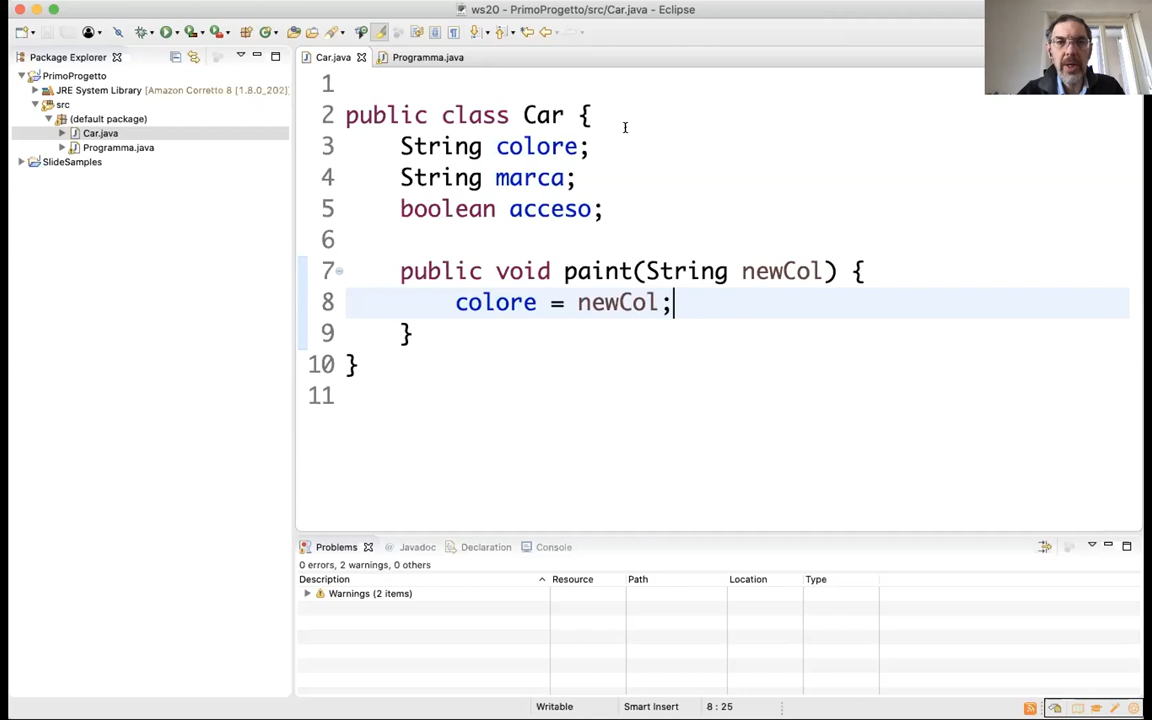 ws20 - PrimoProgetto/src/Car.java - Eclipse
Package Explorer
PrimoProgetto
JRE System Library [Amazon Corretto 8 [1.8.0_202]
src
(default package)
Car.java
Programma.java
SlideSamples
Car.java
Programma.java
1
2 public class Car {
3 String colore;
4 String marca;
5 boolean acceso;
6
7 public void paint(String newCol) {
8 colore = newCol;
9 }
10 }
11
Problems @ Javadoc Declaration Console
0 errors, 2 warnings, 0 others
Description Resource Path Location Type
Warnings (2 items)
Writable Smart Insert 8 : 25